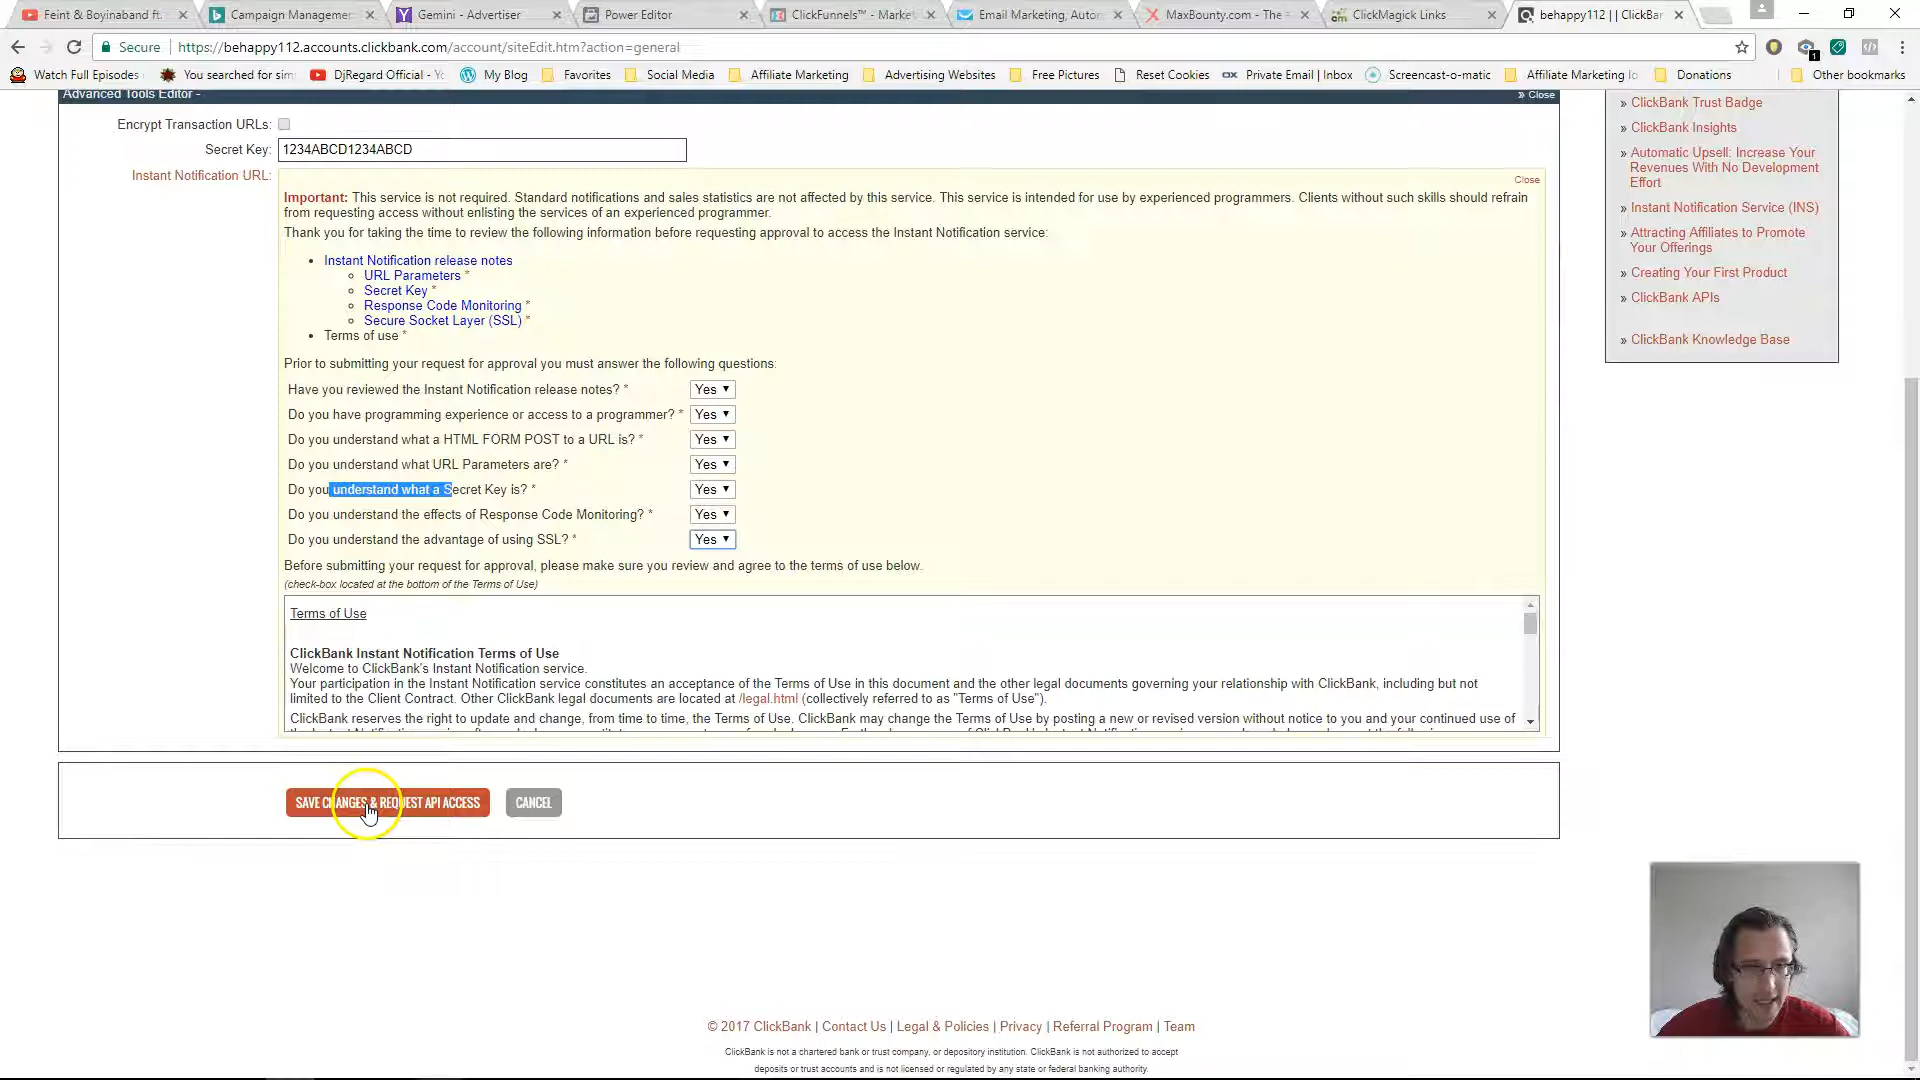 Feint & Boyinaband ft
Campaign Managemen
Gemini - Advertiser
Power Editor
ClickFunnels™ - Marke
Email Marketing, Autor
MaxBounty.com - The
ClickMagick Links
behappy112 || ClickBan
Secure
https://behappy112.accounts.clickbank.com/account/siteEdit.htm?action=general
1
Watch Full Episodes
You searched for sim
DjRegard Official - Yo
My Blog
Favorites
Social Media
Affiliate Marketing
Advertising Websites
Free Pictures
Reset Cookies
Private Email | Inbox
Screencast-o-matic
Affiliate Marketing Ic
Donations
Other bookmarks
Advanced Tools Editor -
» Close
Encrypt Transaction URLs:
Secret Key: 1234ABCD1234ABCD
Instant Notification URL:
Close
Important: This service is not required. Standard notifications and sales statistics are not affected by this service. This service is intended for use by experienced programmers. Clients without such skills should refrain
from requesting access without enlisting the services of an experienced programmer.
Thank you for taking the time to review the following information before requesting approval to access the Instant Notification service:
• Instant Notification release notes
URL Parameters *
Secret Key *
Response Code Monitoring *
Secure Socket Layer (SSL) *
• Terms of use *
Prior to submitting your request for approval you must answer the following questions:
Have you reviewed the Instant Notification release notes? * Yes
Do you have programming experience or access to a programmer? * Yes
Do you understand what a HTML FORM POST to a URL is? * Yes
Do you understand what URL Parameters are? * Yes
Do you understand what a Secret Key is? * Yes
Do you understand the effects of Response Code Monitoring? * Yes
Do you understand the advantage of using SSL? * Yes
Before submitting your request for approval, please make sure you review and agree to the terms of use below.
(check-box located at the bottom of the Terms of Use)
Terms of Use
ClickBank Instant Notification Terms of Use
Welcome to ClickBank's Instant Notification service.
Your participation in the Instant Notification service constitutes an acceptance of the Terms of Use in this document and the other legal documents governing your relationship with ClickBank, including but not
limited to the Client Contract. Other ClickBank legal documents are located at /legal.html (collectively referred to as "Terms of Use").
ClickBank reserves the right to update and change, from time to time, the Terms of Use. ClickBank may change the Terms of Use by posting a new or revised version without notice to you and your continued use of
SAVE CHANGES & REQUEST API ACCESS
CANCEL
» ClickBank Trust Badge
» ClickBank Insights
» Automatic Upsell: Increase Your
Revenues With No Development
Effort
» Instant Notification Service (INS)
» Attracting Affiliates to Promote
Your Offerings
» Creating Your First Product
» ClickBank APIs
» ClickBank Knowledge Base
© 2017 ClickBank | Contact Us | Legal & Policies | Privacy | Referral Program | Team
ClickBank is not a chartered bank or trust company, or depository institution. ClickBank is not authorized to accept
deposits or trust accounts and is not licensed or regulated by any state or federal banking authority.